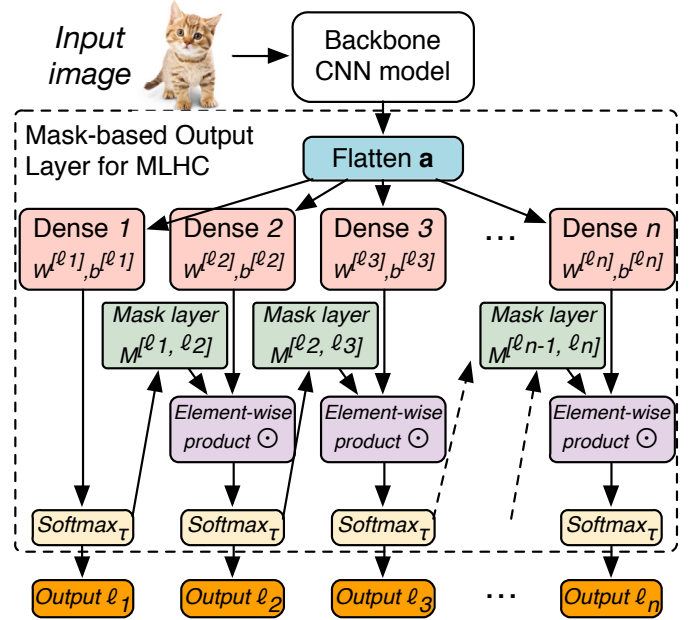 Input
image
Backbone
CNN model
Mask-based Output
Layer for MLHC
Flatten a
Dense 1
W[ℓ1],b[ℓ1]
Dense 2
W[ℓ2],b[ℓ2]
Dense 3
W[ℓ3],b[ℓ3]
...
Dense n
W[ℓn],b[ℓn]
Mask layer
M[ℓ1, ℓ2]
Mask layer
M[ℓ2, ℓ3]
Mask layer
M[ℓn-1, ℓn]
Element-wise
product ⊙
Element-wise
product ⊙
Element-wise
product ⊙
Softmaxτ
Softmaxτ
Softmaxτ
Softmaxτ
Output ℓ1
Output ℓ2
Output ℓ3
...
Output ℓn